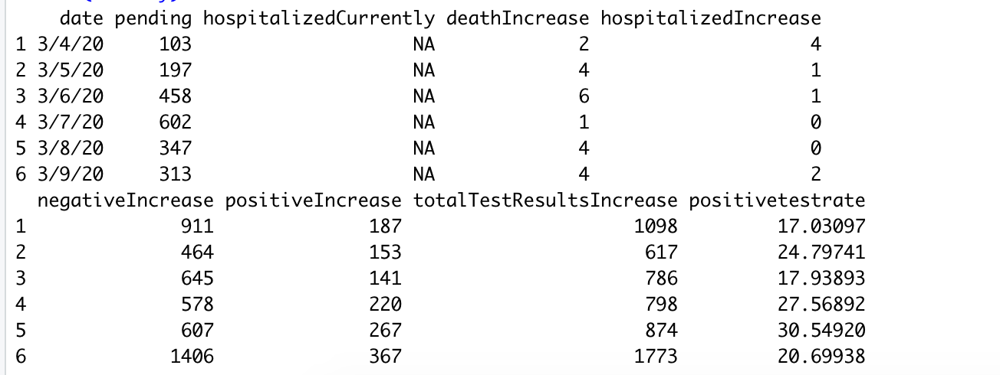 date pending hospitalizedCurrently deathIncrease hospitalizedIncrease
1 3/4/20 103 NA 2 4
2 3/5/20 197 NA 4 1
3 3/6/20 458 NA 6 1
4 3/7/20 602 NA 1 0
5 3/8/20 347 NA 4 0
6 3/9/20 313 NA 4 2
negativeIncrease positiveIncrease totalTestResultsIncrease positivetestrate
1 911 187 1098 17.03097
2 464 153 617 24.79741
3 645 141 786 17.93893
4 578 220 798 27.56892
5 607 267 874 30.54920
6 1406 367 1773 20.69938